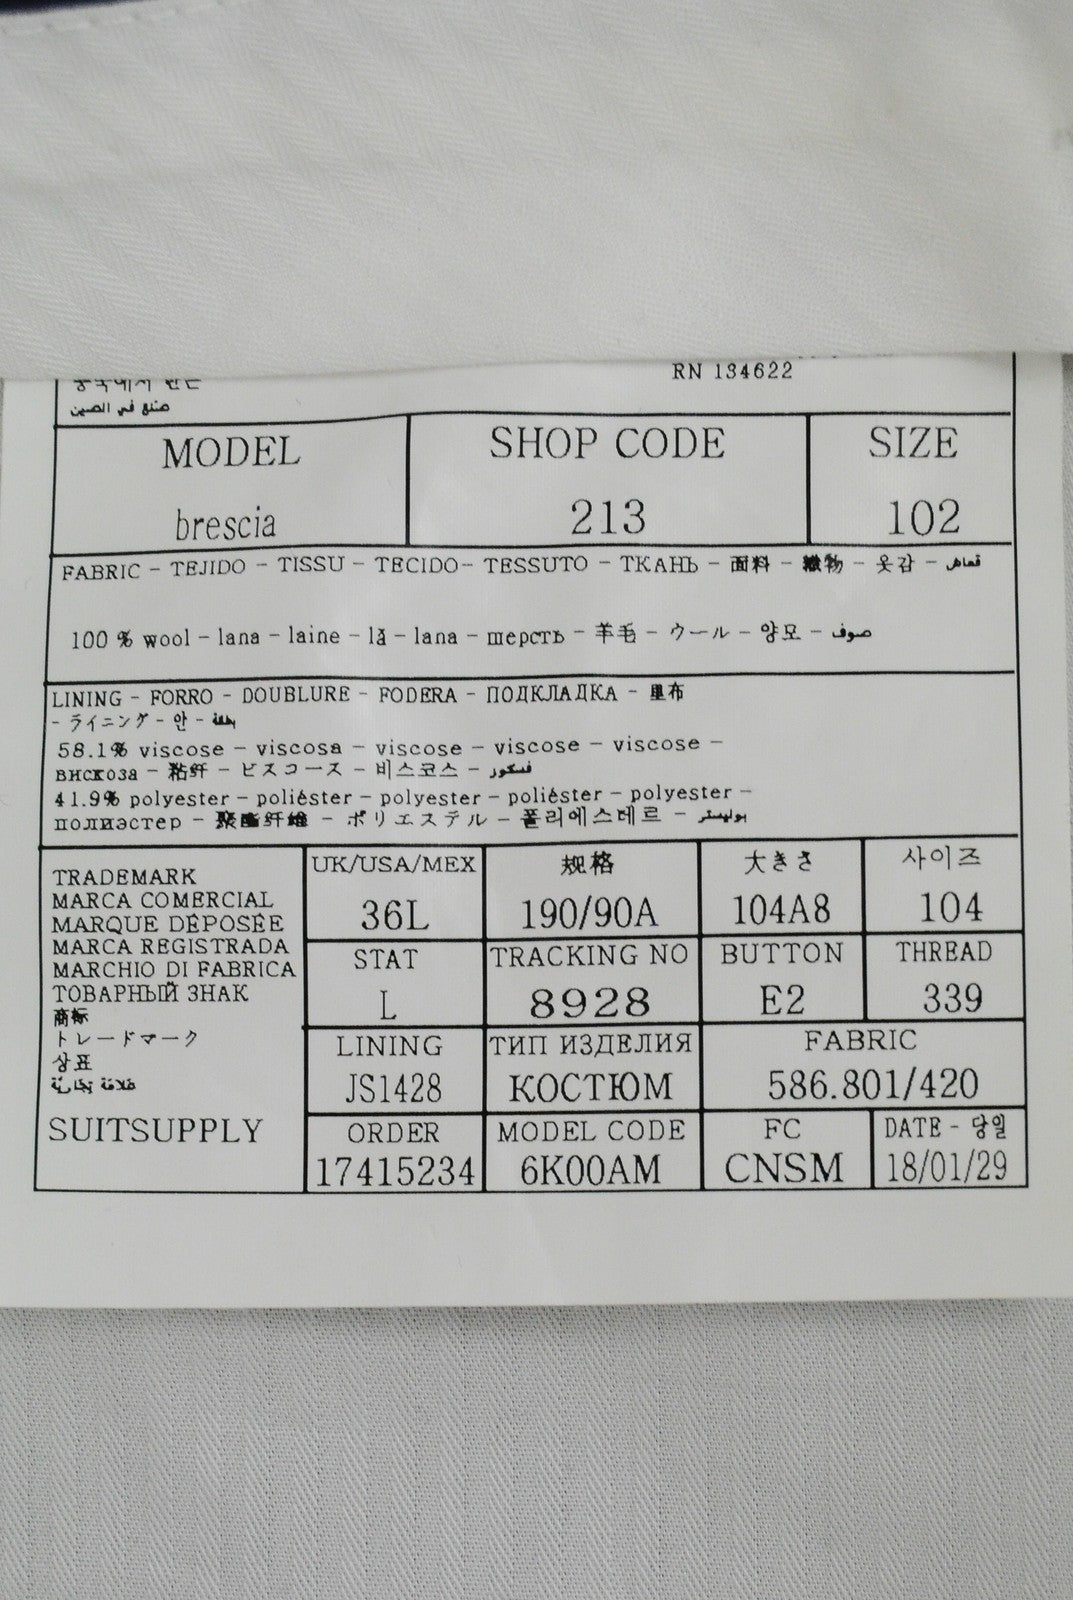 RN 134622
صنع في الصين
MODEL
brescia
SHOP CODE
213
SIZE
102
FABRIC - TEJIDO - TISSU - TECIDO- TESSUTO - ТКАНЬ - 面料 - 織物 - 옷감 - قماش
100 % wool - lana - laine - lã - lana - шерсть - 羊毛 - ウール - 양모 - صوف
LINING - FORRO - DOUBLURE - FODERA - ПОДКЛАДКА - 里布
- ライニング - 안 -
58.1% viscose - viscosa - viscose - viscose - viscose -
вискоза - 粘纤 - ビスコース - 비스코스 - فسكوز
41.9% polyester - poliéster - polyester - poliéster - polyester -
полиэстер - 聚酯纤维 - ポリエステル - 폴리에스테르 - بوليستر
TRADEMARK
MARCA COMERCIAL
MARQUE DÉPOSÉE
MARCA REGISTRADA
MARCHIO DI FABRICA
ТОВАРНЫЙ ЗНАК
商标
トレードマーク
상표
SUITSUPPLY
UK/USA/MEX
36L
规格
190/90A
大きさ
104A8
사이즈
104
STAT
L
TRACKING NO
8928
BUTTON
E2
THREAD
339
LINING
JS1428
ТИП ИЗДЕЛИЯ
КОСТЮМ
FABRIC
586.801/420
ORDER
17415234
MODEL CODE
6K00AM
FC
CNSM
DATE - 당일
18/01/29